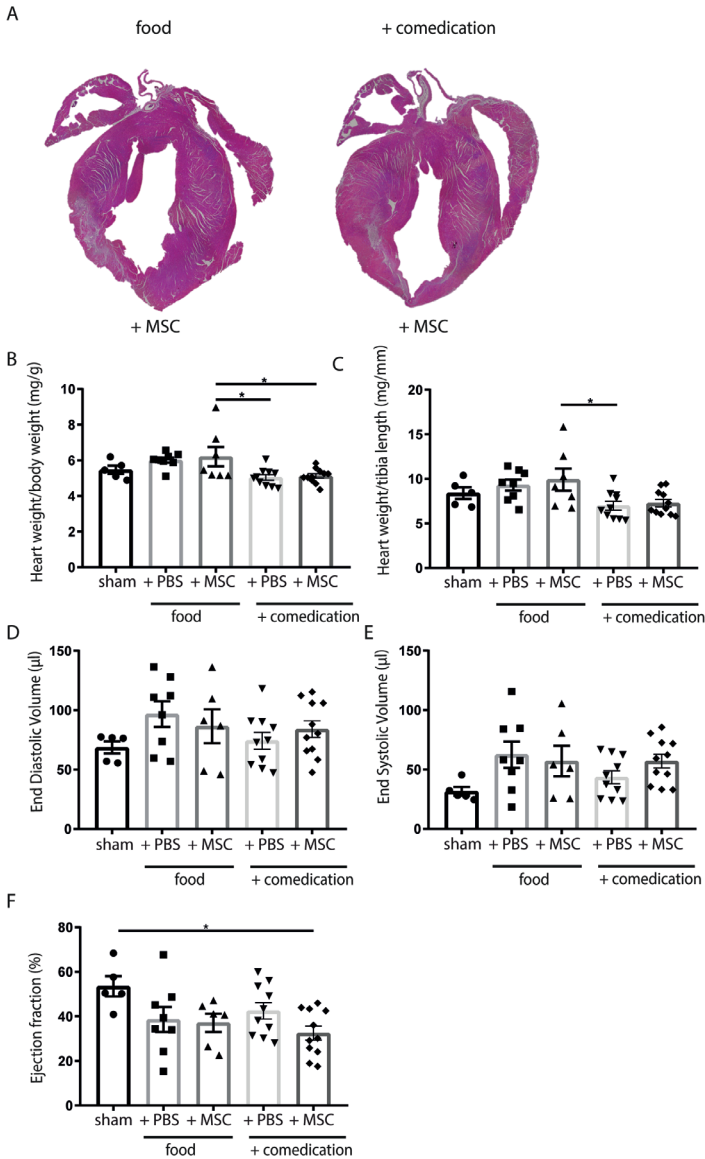 A
food
+ comedication
+ MSC
+ MSC
B
Heart weight/body weight (mg/g)
10
8
6
4
2
0
*
*
sham
+ PBS
+ MSC
+ PBS
+ MSC
food
+ comedication
C
Heart weight/tibia length (mg/mm)
20
15
10
5
0
*
sham
+ PBS
+ MSC
+ PBS
+ MSC
food
+ comedication
D
End Diastolic Volume (µl)
150
100
50
0
sham
+ PBS
+ MSC
+ PBS
+ MSC
food
+ comedication
E
End Systolic Volume (µl)
150
100
50
0
sham
+ PBS
+ MSC
+ PBS
+ MSC
food
+ comedication
F
Ejection fraction (%)
80
60
40
20
0
*
sham
+ PBS
+ MSC
+ PBS
+ MSC
food
+ comedication